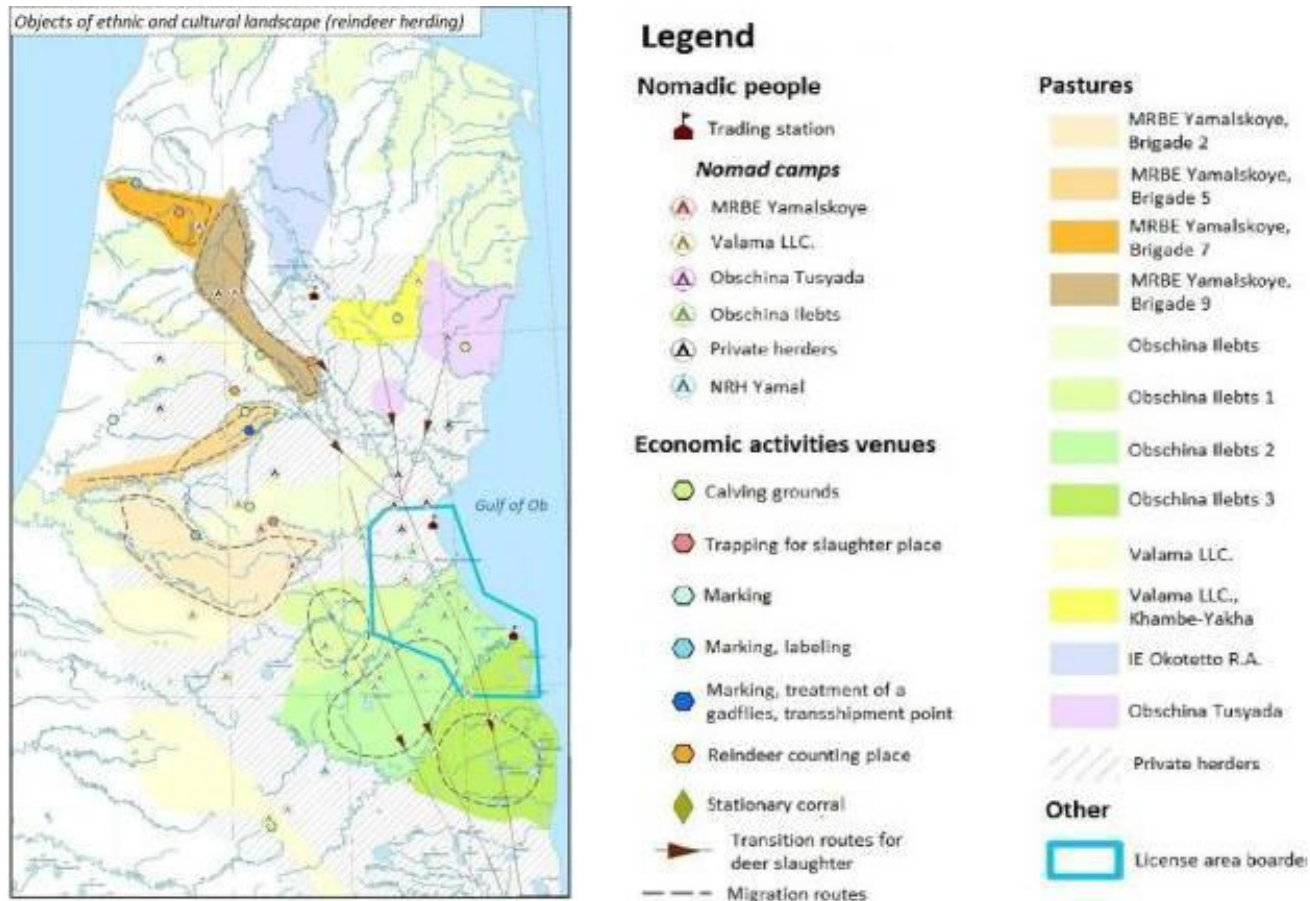 Objects of ethnic and cultural landscape (reindeer herding)
Gulf of Ob
Legend
Nomadic people
Trading station
Nomad camps
MRBE Yamalskoye
Valama LLC.
Obschina Tusyada
Obschina Ilebts
Private herders
NRH Yamal
Economic activities venues
Calving grounds
Trapping for slaughter place
Marking
Marking, labeling
Marking, treatment of a
gadflies, transshipment point
Reindeer counting place
Stationary corral
Transition routes for
deer slaughter
Migration routes
Pastures
MRBE Yamalskoye,
Brigade 2
MRBE Yamalskoye,
Brigade 5
MRBE Yamalskoye,
Brigade 7
MRBE Yamalskoye,
Brigade 9
Obschina Ilebts
Obschina Ilebts 1
Obschina Ilebts 2
Obschina Ilebts 3
Valama LLC.
Valama LLC.,
Khambe-Yakha
IE Okotetto R.A.
Obschina Tusyada
Private herders
Other
License area boarde